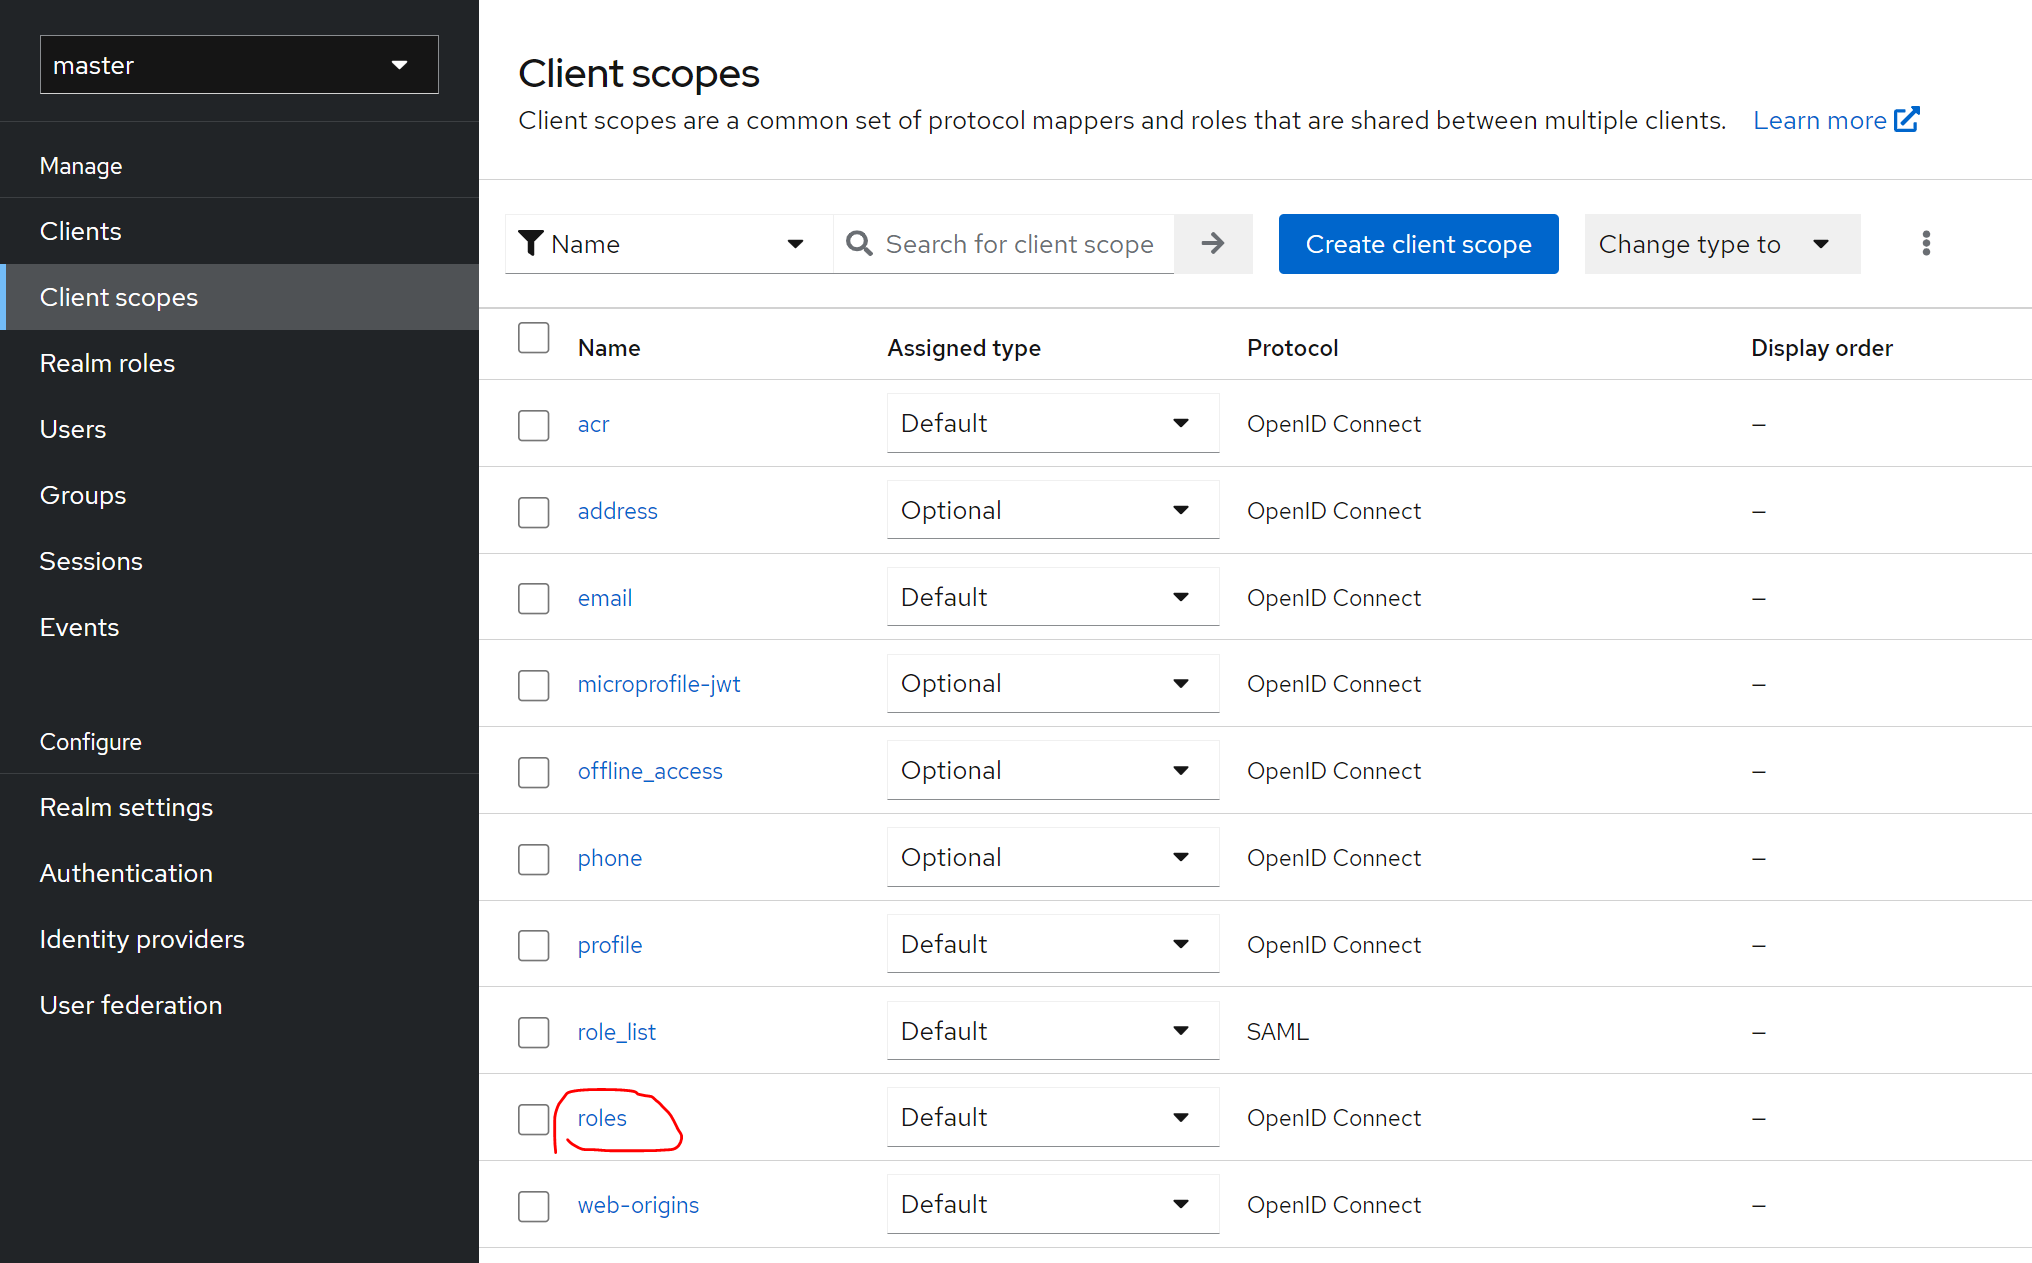 master
Manage
Clients
Client scopes
Realm roles
Users
Groups
Sessions
Events
Configure
Realm settings
Authentication
Identity providers
User federation
Client scopes
Client scopes are a common set of protocol mappers and roles that are shared between multiple clients. Learn more
Name Search for client scope Create client scope Change type to
Name Assigned type Protocol Display order
acr Default OpenID Connect –
address Optional OpenID Connect –
email Default OpenID Connect –
microprofile-jwt Optional OpenID Connect –
offline_access Optional OpenID Connect –
phone Optional OpenID Connect –
profile Default OpenID Connect –
role_list Default SAML –
roles Default OpenID Connect –
web-origins Default OpenID Connect –